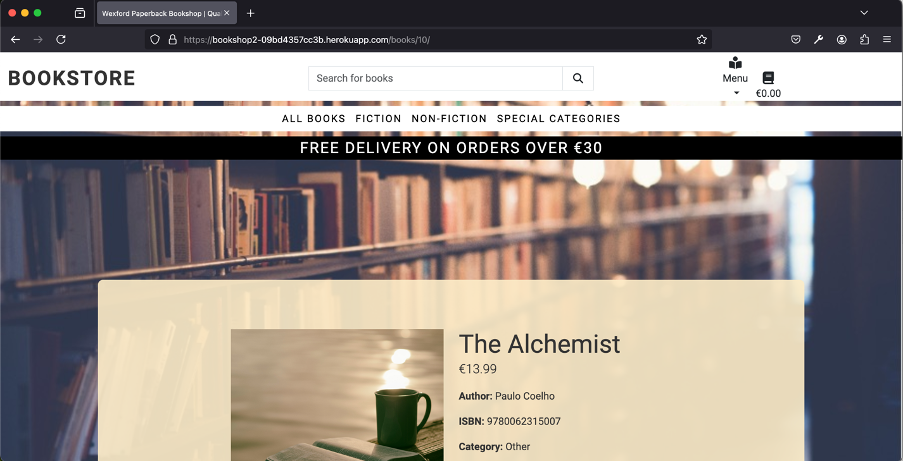 Wexford Paperback Bookshop | Qua
https://bookshop2-09bd4357cc3b.herokuapp.com/books/10/
BOOKSTORE
Search for books
Menu
€0.00
ALL BOOKS FICTION NON-FICTION SPECIAL CATEGORIES
FREE DELIVERY ON ORDERS OVER €30
The Alchemist
€13.99
Author: Paulo Coelho
ISBN: 9780062315007
Category: Other